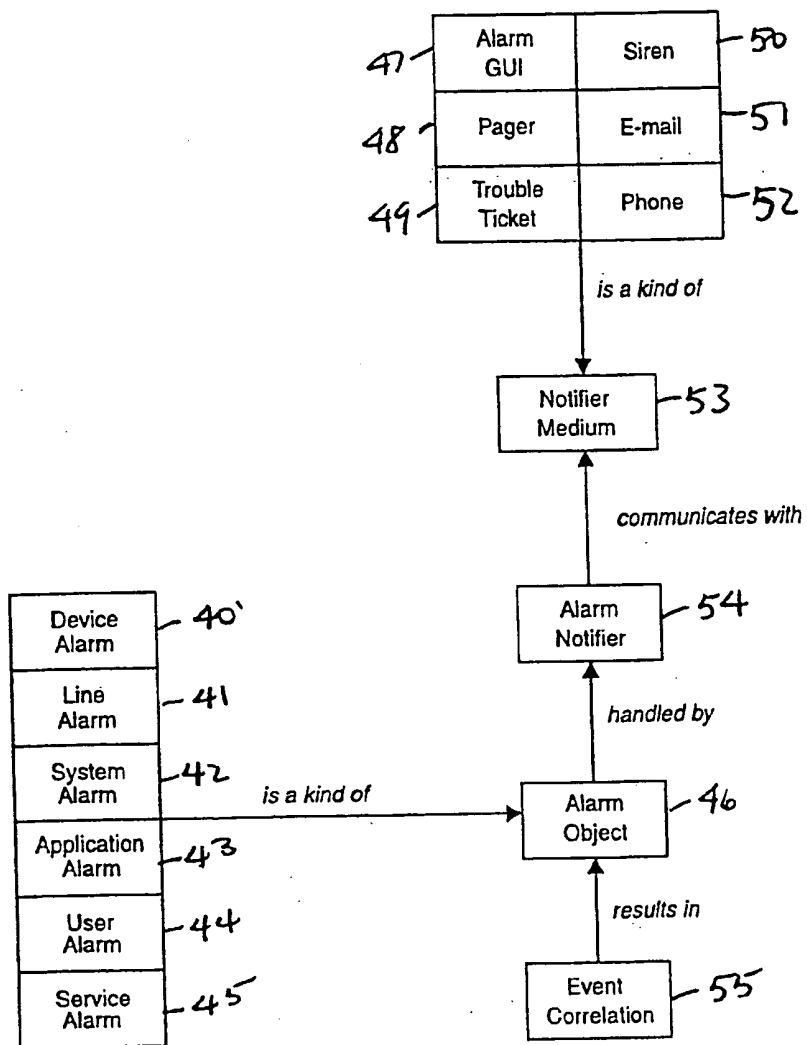 47
Alarm
GUI
Siren
50
48
Pager
E-mail
51
49
Trouble
Ticket
Phone
52
is a kind of
Notifier
Medium
53
communicates with
Alarm
Notifier
54
handled by
Device
Alarm
40
Line
Alarm
41
System
Alarm
42
is a kind of
Alarm
Object
46
Application
Alarm
43
results in
User
Alarm
44
Service
Alarm
45
Event
Correlation
55